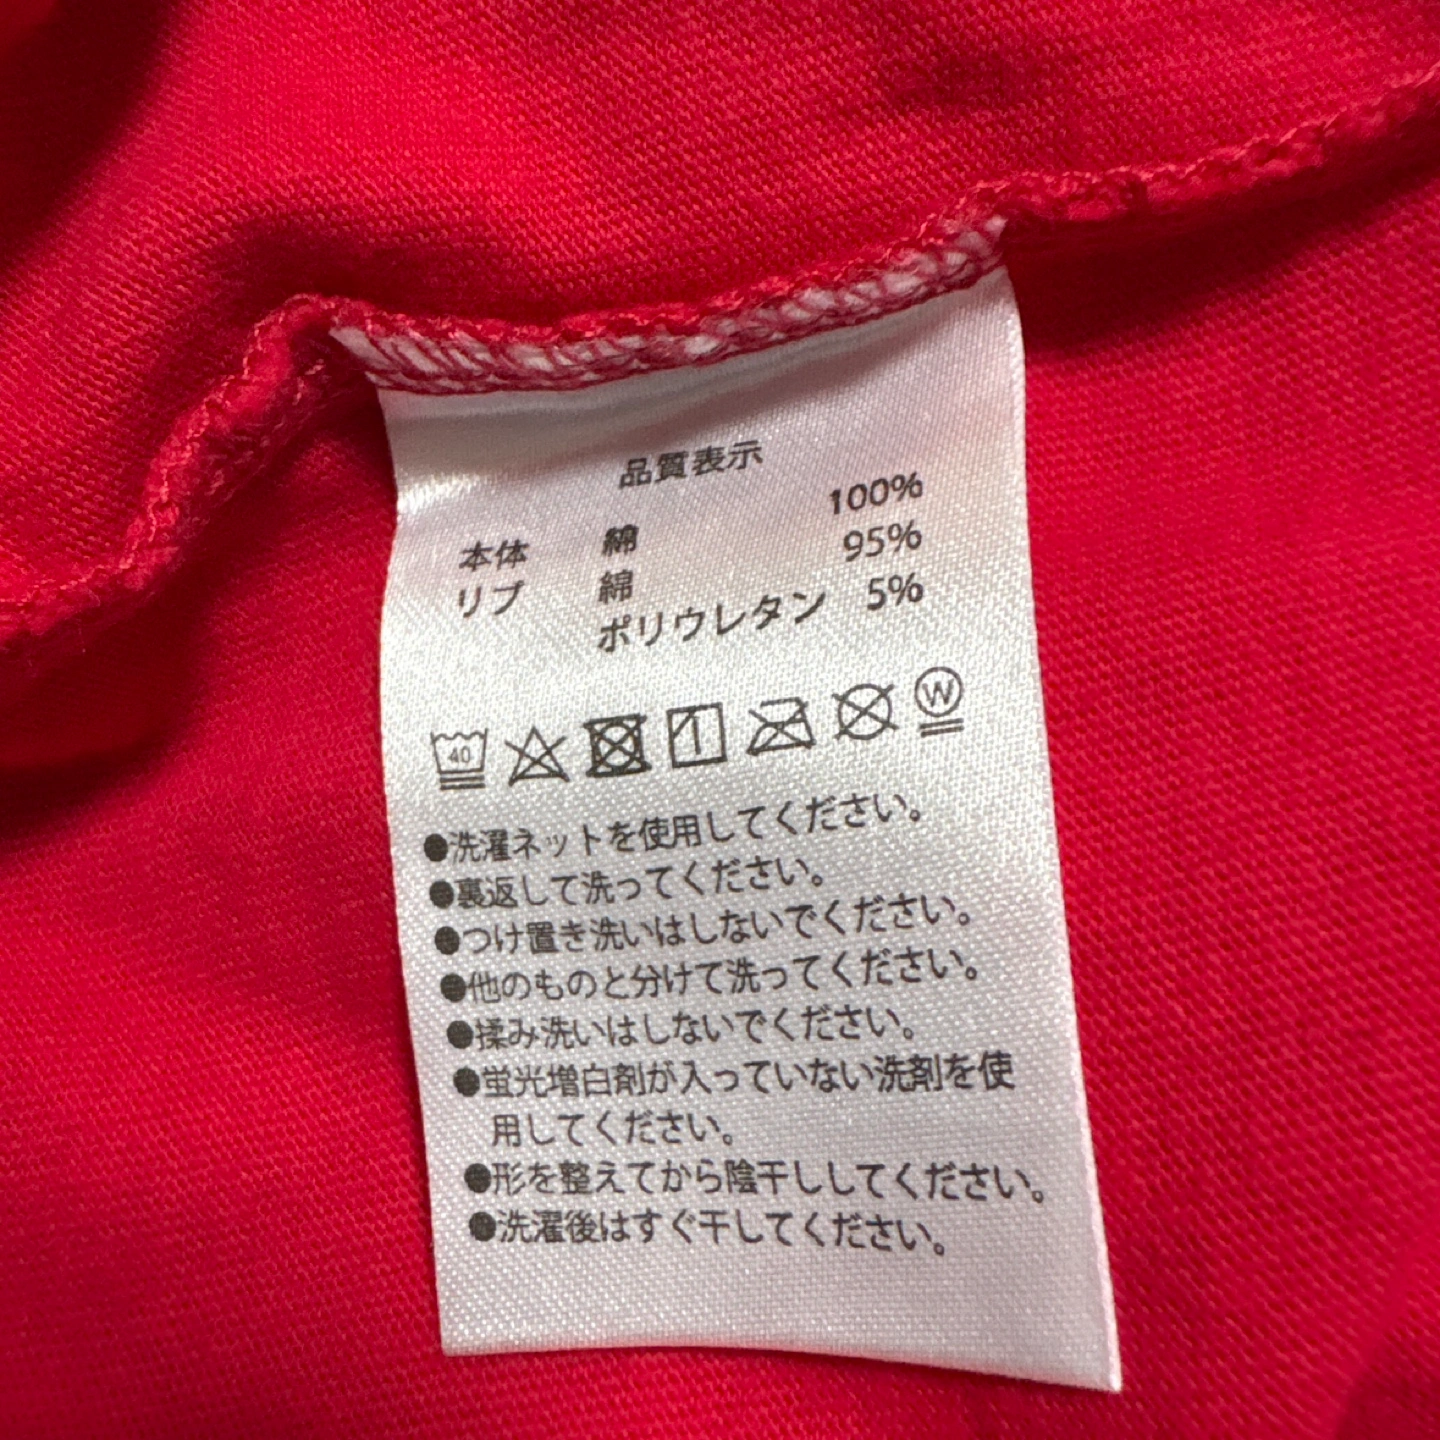 品質表示
本体 綿 100%
リブ 綿 95%
ポリウレタン 5%
40 1 W
●洗濯ネットを使用してください。
●裏返して洗ってください。
●つけ置き洗いはしないでください。
●他のものと分けて洗ってください。
●揉み洗いはしないでください。
●蛍光増白剤が入っていない洗剤を使
用してください。
●形を整えてから陰干ししてください。
●洗濯後はすぐ干してください。